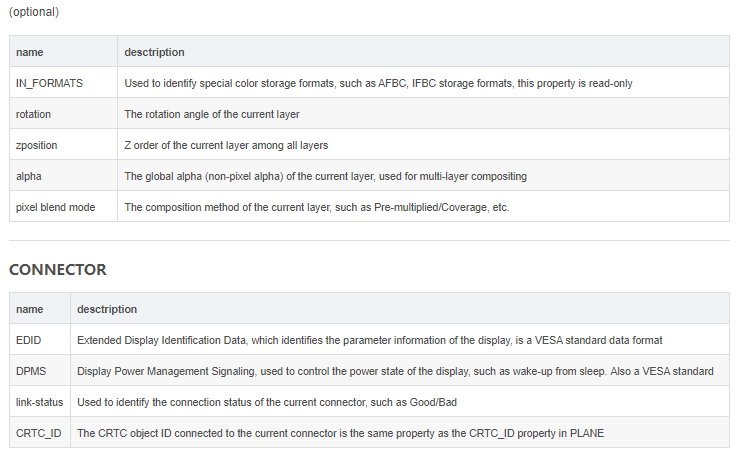 (optional)
name desctription
IN_FORMATS Used to identify special color storage formats, such as AFBC, IFBC storage formats, this property is read-only
rotation The rotation angle of the current layer
zposition Z order of the current layer among all layers
alpha The global alpha (non-pixel alpha) of the current layer, used for multi-layer compositing
pixel blend mode The composition method of the current layer, such as Pre-multiplied/Coverage, etc.
CONNECTOR
name desctription
EDID Extended Display Identification Data, which identifies the parameter information of the display, is a VESA standard data format
DPMS Display Power Management Signaling, used to control the power state of the display, such as wake-up from sleep. Also a VESA standard
link-status Used to identify the connection status of the current connector, such as Good/Bad
CRTC_ID The CRTC object ID connected to the current connector is the same property as the CRTC_ID property in PLANE